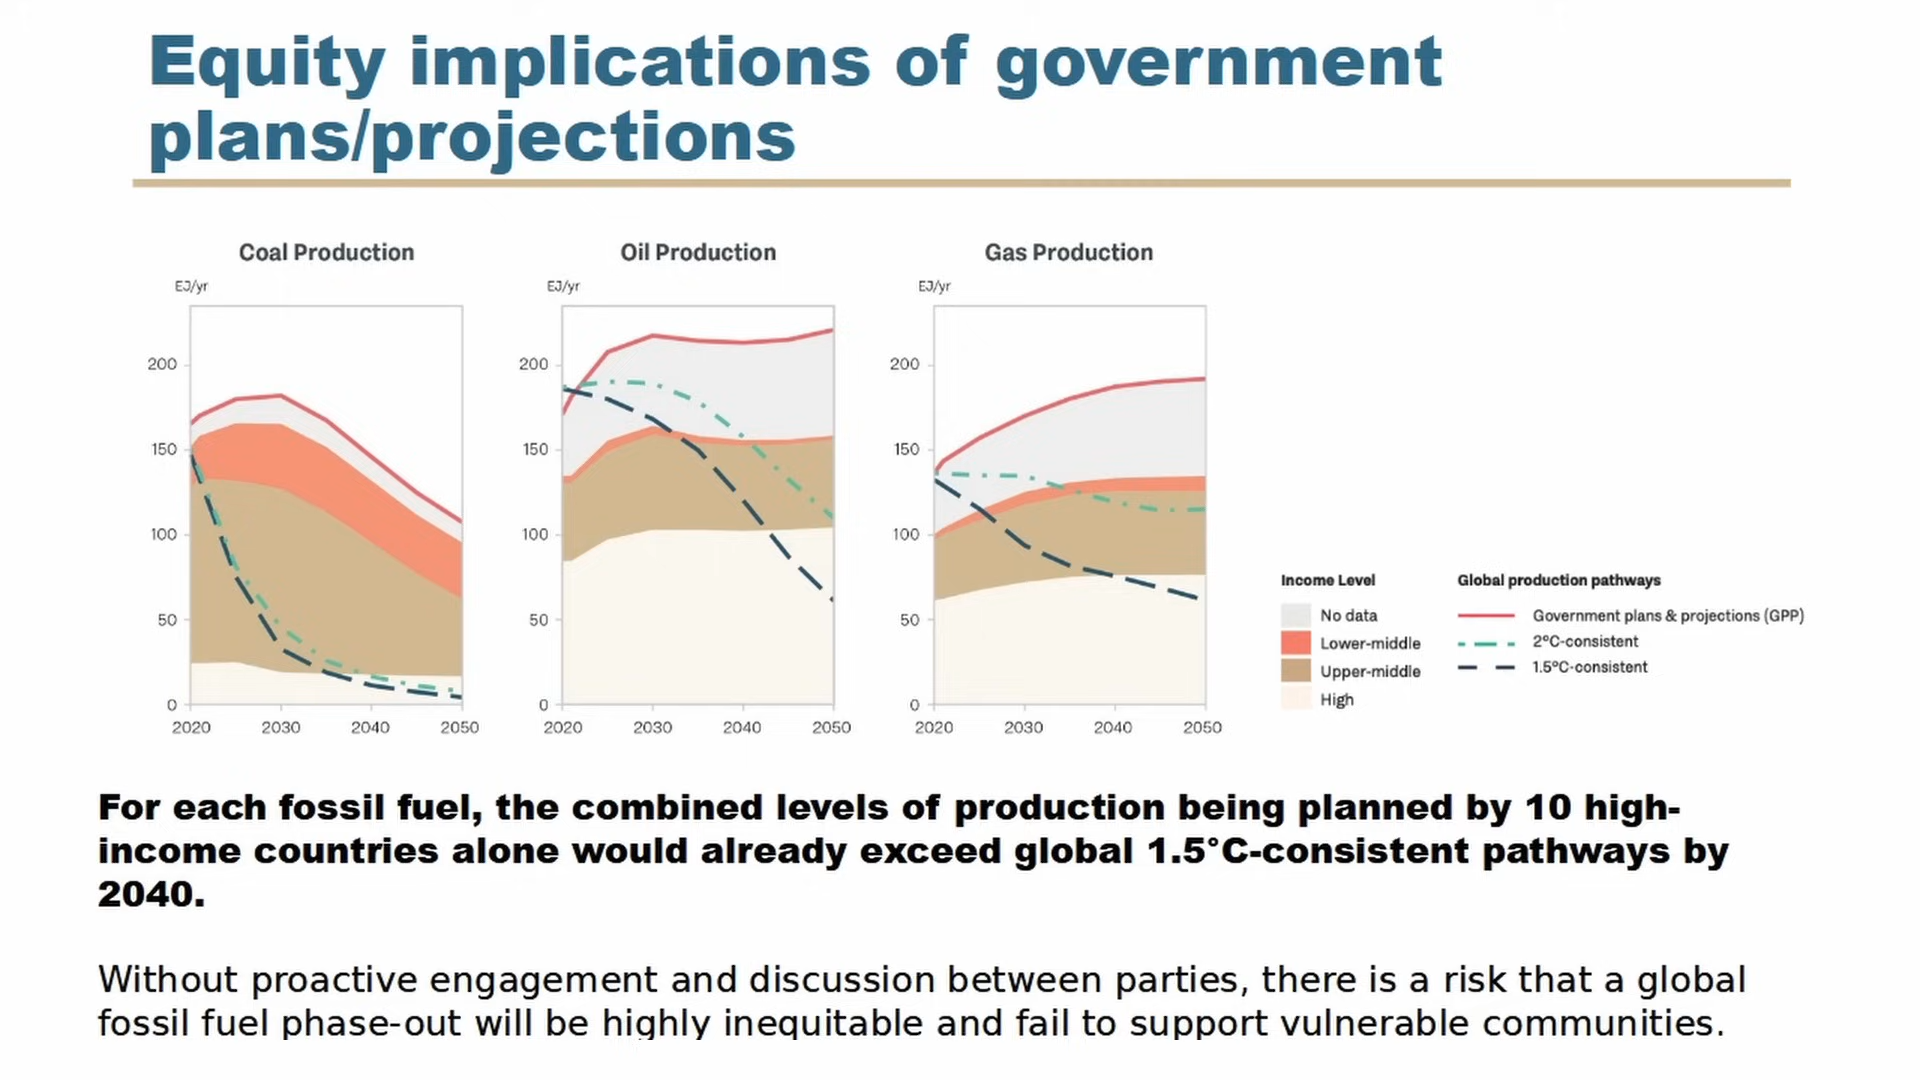 Equity implications of government
plans/projections
Coal Production
EJ/yr
200
150
100
50
0
2020 2030 2040 2050
Oil Production
EJ/yr
200
150
100
50
0
2020 2030 2040 2050
Gas Production
EJ/yr
200
150
100
50
0
2020 2030 2040 2050
Income Level
No data
Lower-middle
Upper-middle
High
Global production pathways
Government plans & projections (GPP)
2°C-consistent
1.5°C-consistent
For each fossil fuel, the combined levels of production being planned by 10 high-
income countries alone would already exceed global 1.5°C-consistent pathways by
2040.
Without proactive engagement and discussion between parties, there is a risk that a global
fossil fuel phase-out will be highly inequitable and fail to support vulnerable communities.